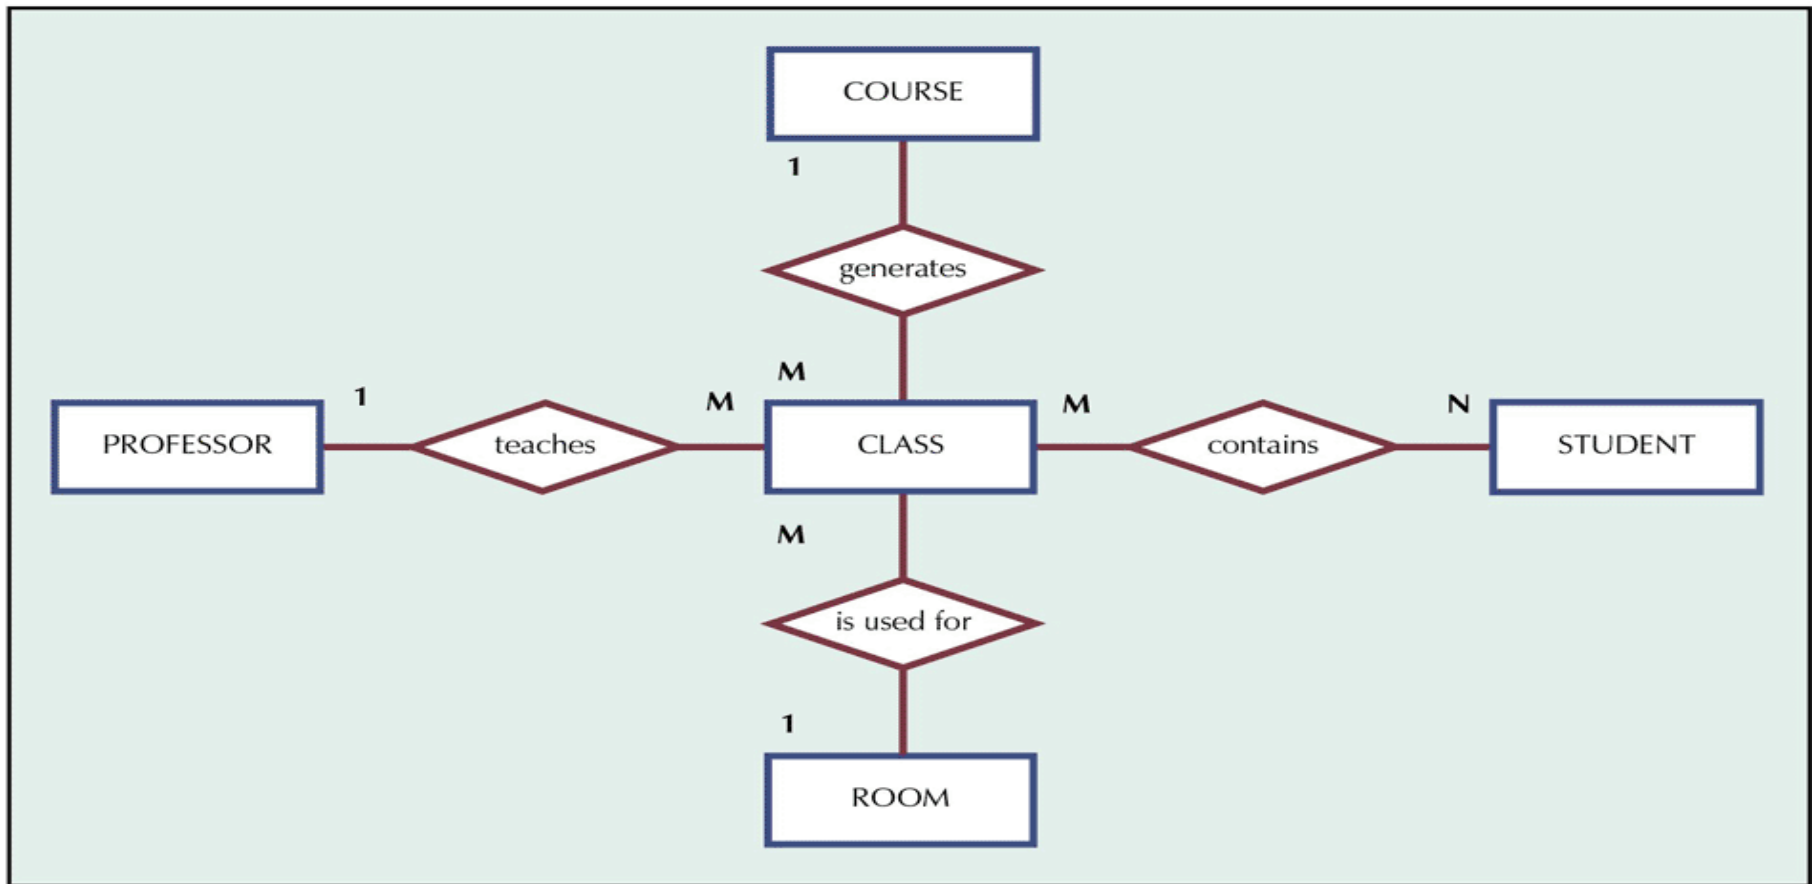 COURSE
1
generates
M
PROFESSOR
1
teaches
M
CLASS
M
contains
N
STUDENT
M
is used for
1
ROOM